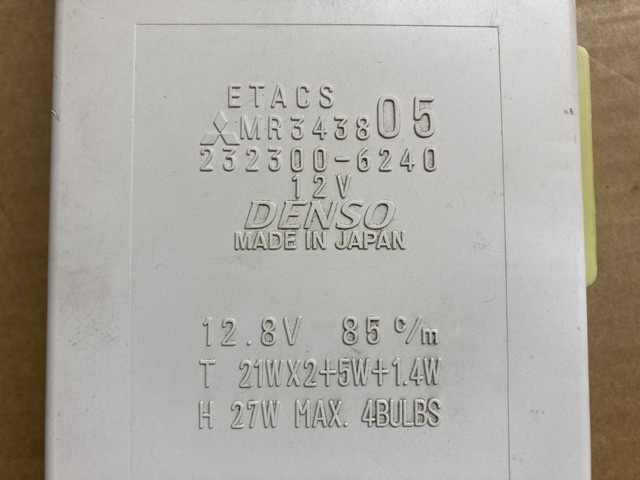 ETACS
MR343805
232300-6240
12V
DENSO
MADE IN JAPAN
12.8V 85 c/m
T 21WX2+5W+1.4W
H 27W MAX. 4BULBS